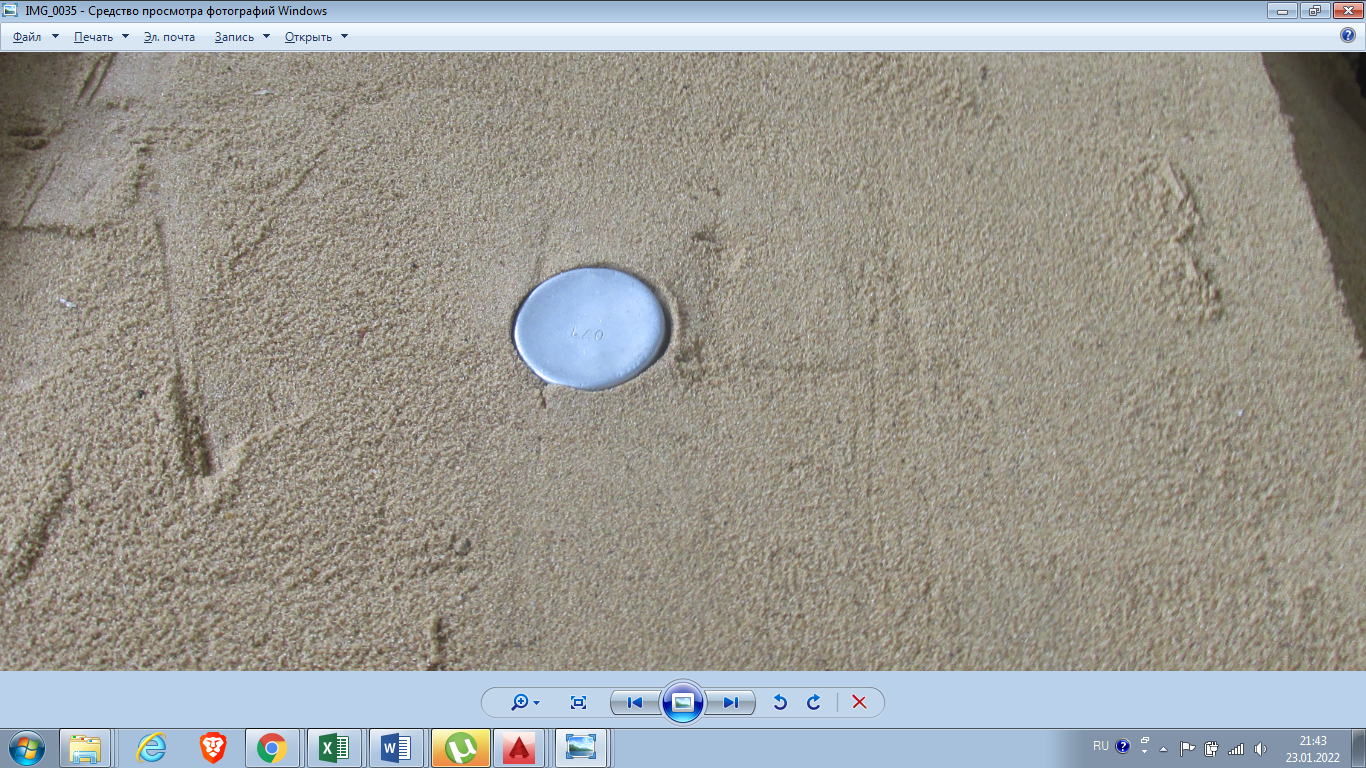 IMG_0035 - Средство просмотра фотографий Windows
Файл Печать Эл. почта Запись Открыть
RU
21:43
23.01.2022